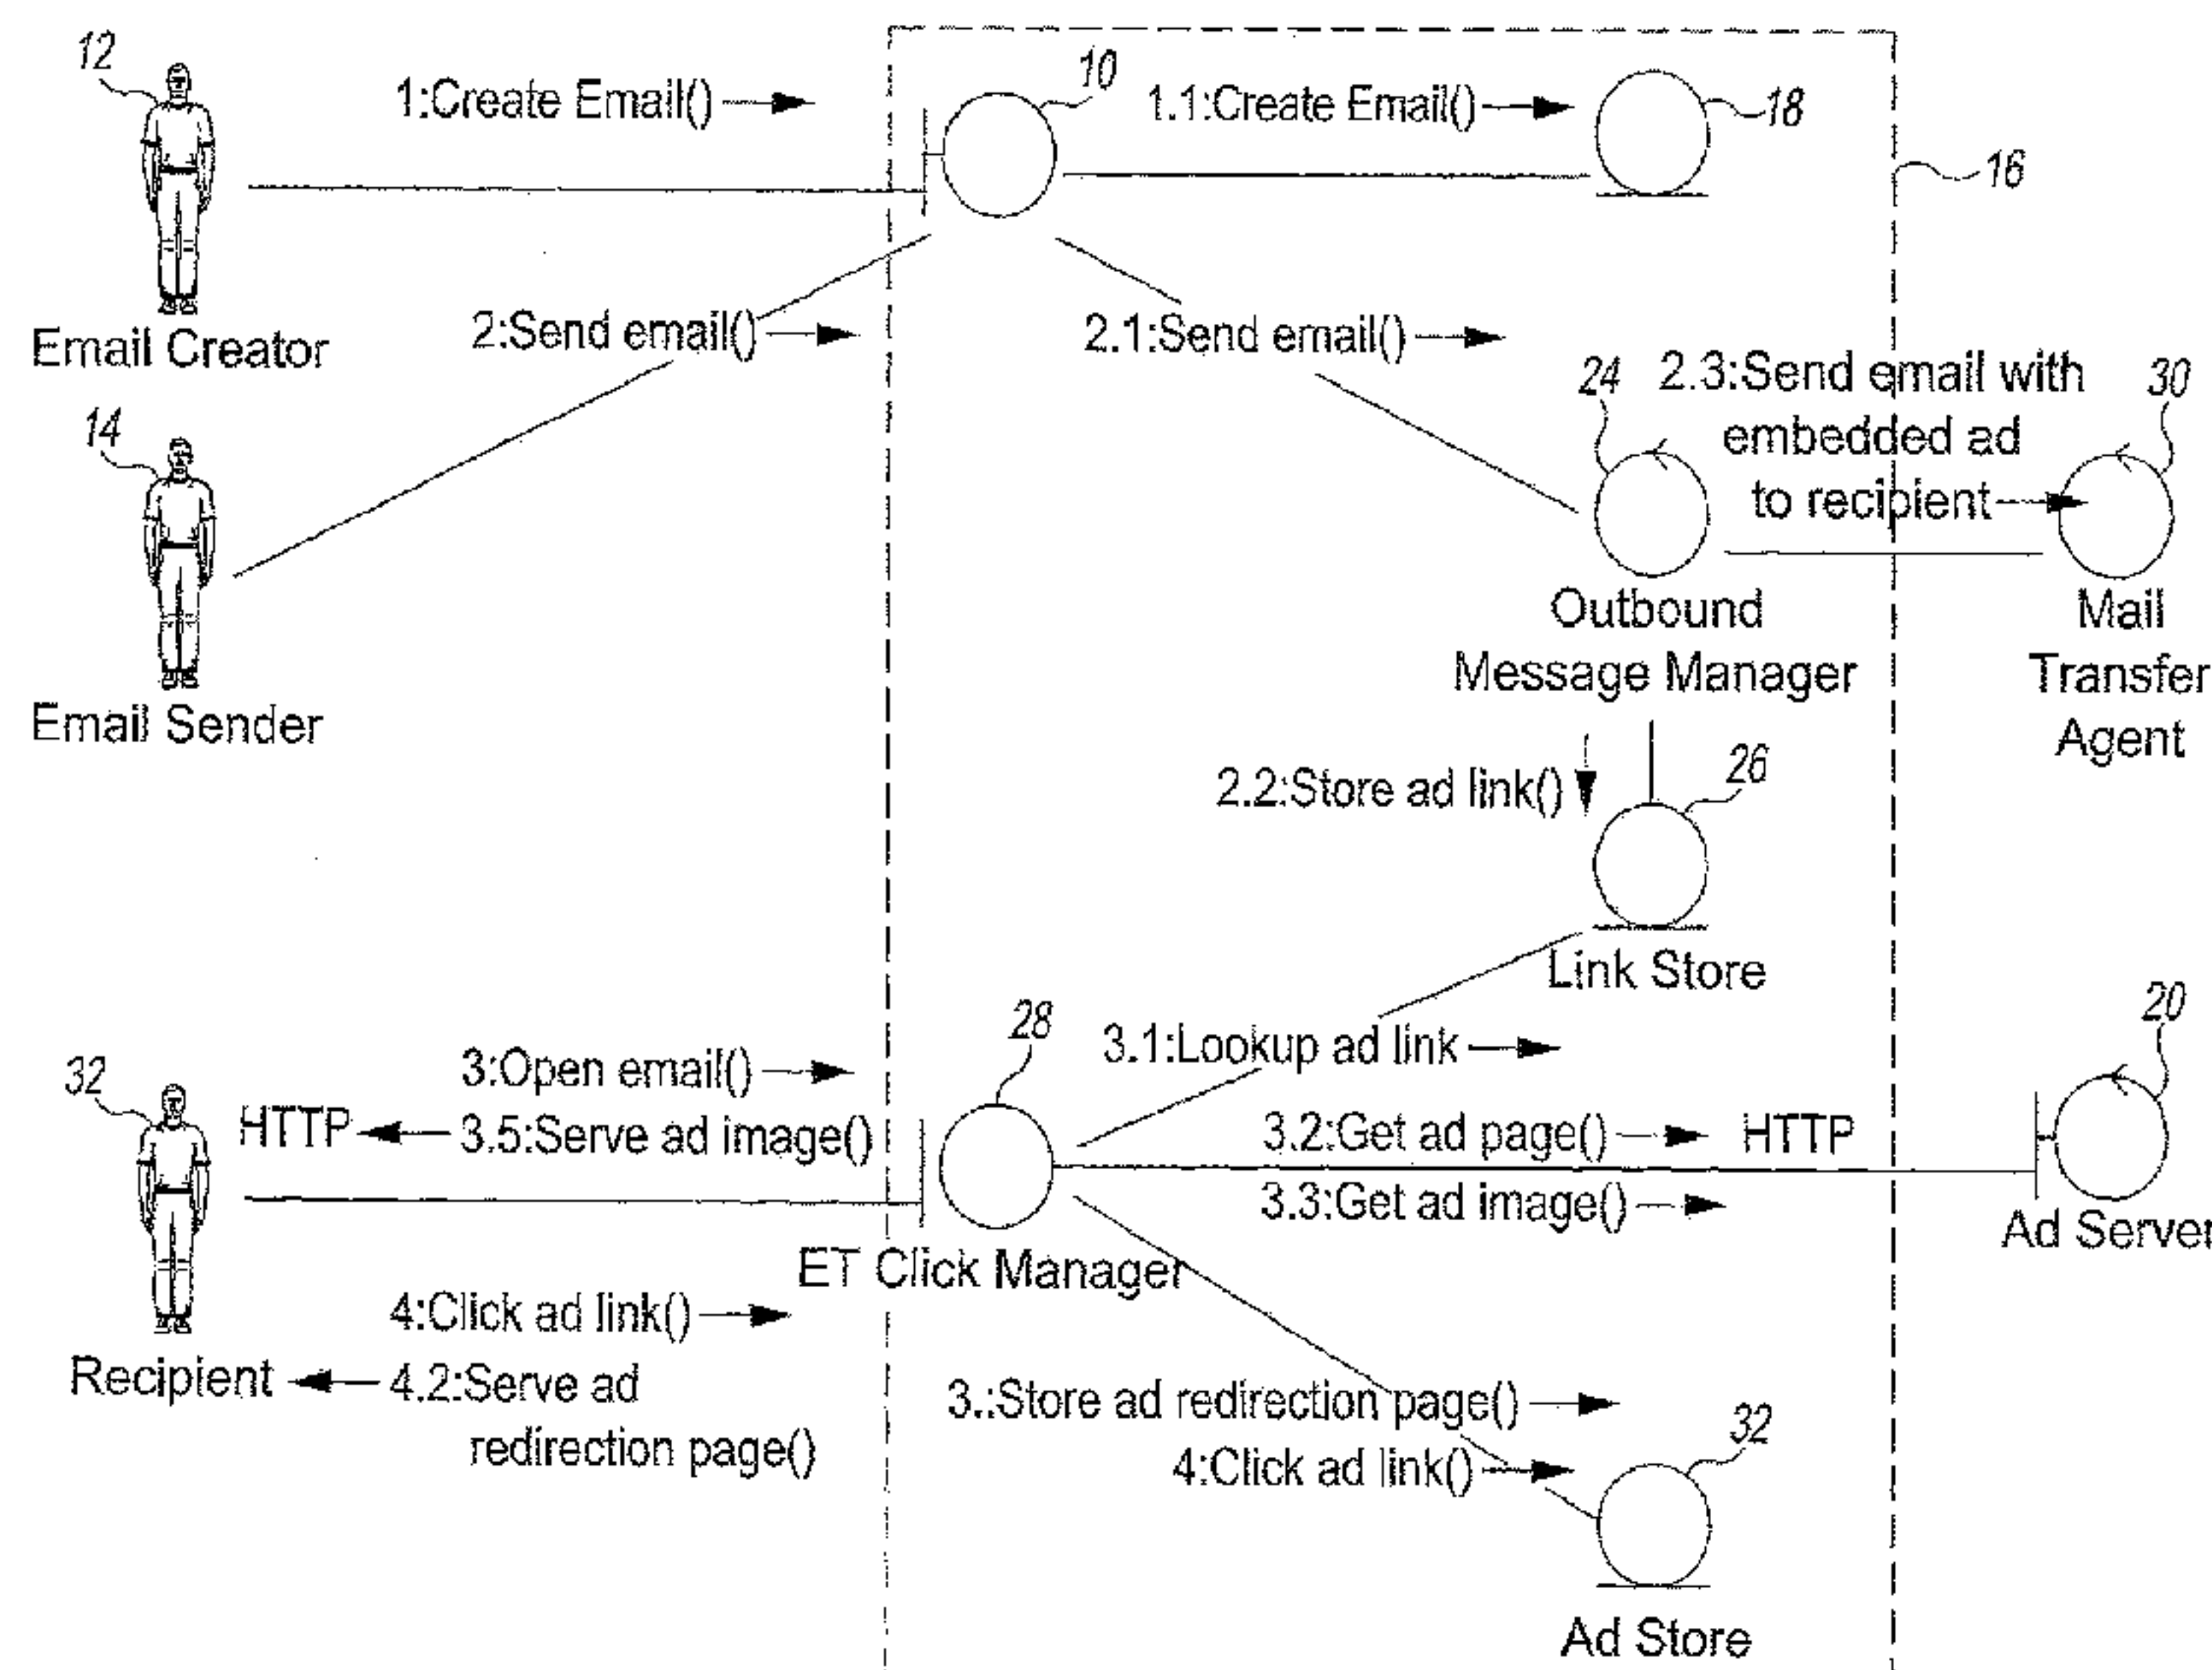 12
1:Create Email()
10
1.1:Create Email()
18
16
Email Creator
2:Send email()
2.1:Send email()
24
2.3:Send email with
embedded ad
to recipient
30
14
Email Sender
Outbound
Message Manager
Mail
Transfer
Agent
2.2:Store ad link()
26
Link Store
28
3.1:Lookup ad link
20
32
3:Open email()
HTTP
3.5:Serve ad image()
3.2:Get ad page()
HTTP
3.3:Get ad image()
Ad Server
ET Click Manager
4:Click ad link()
Recipient
4.2:Serve ad
redirection page()
3.:Store ad redirection page()
4:Click ad link()
32
Ad Store